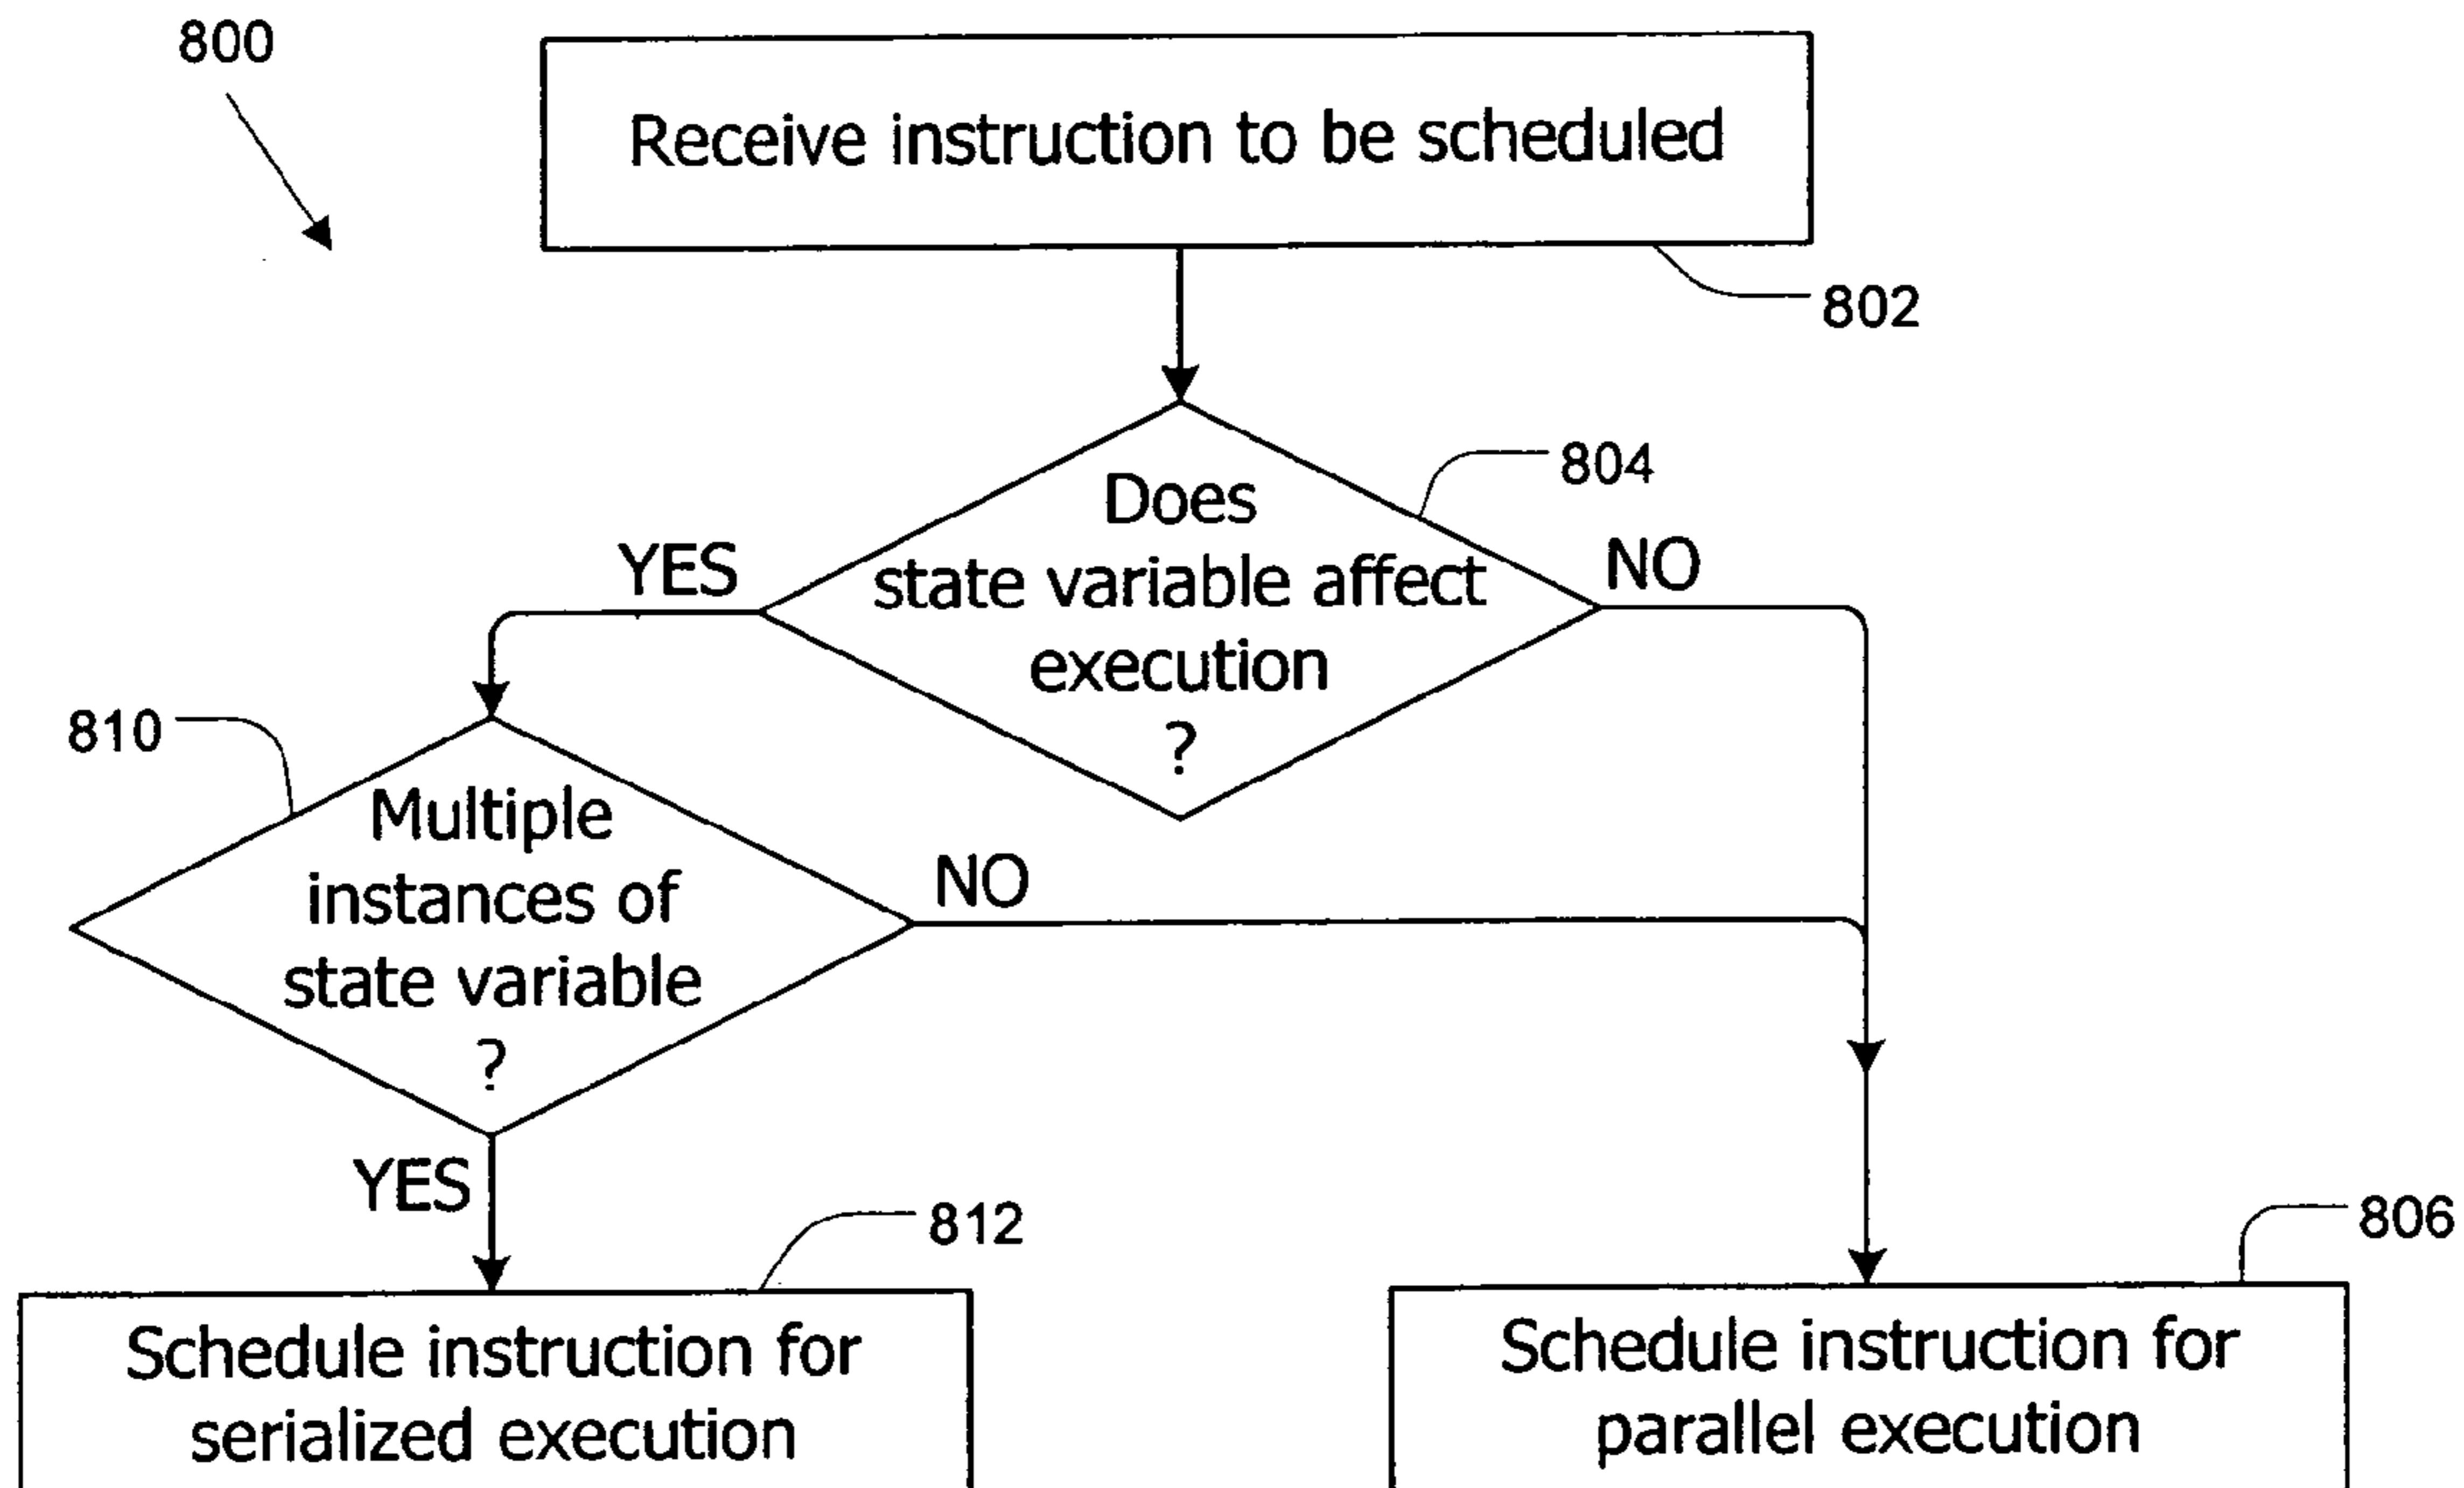 800
Receive instruction to be scheduled
802
804
Does
state variable affect
execution
?
YES
NO
810
Multiple
instances of
state variable
?
NO
YES
812
806
Schedule instruction for
serialized execution
Schedule instruction for
parallel execution